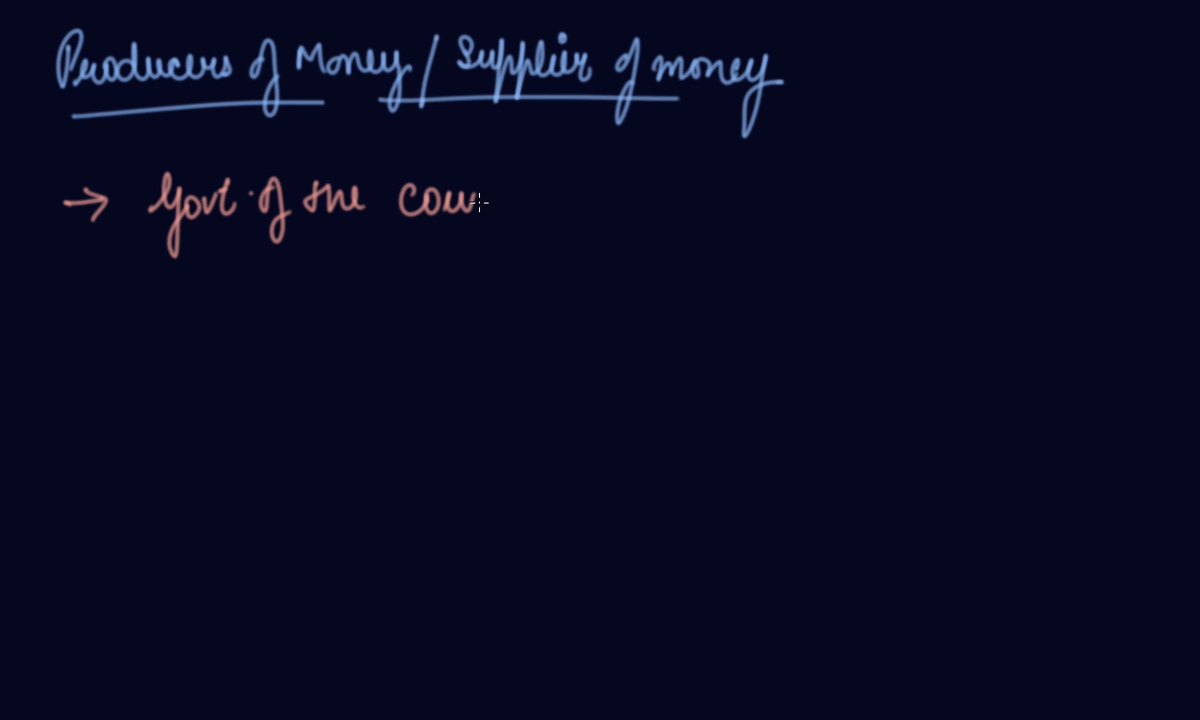 Producers of Money / Supplier of money
→ Govt. of the cou